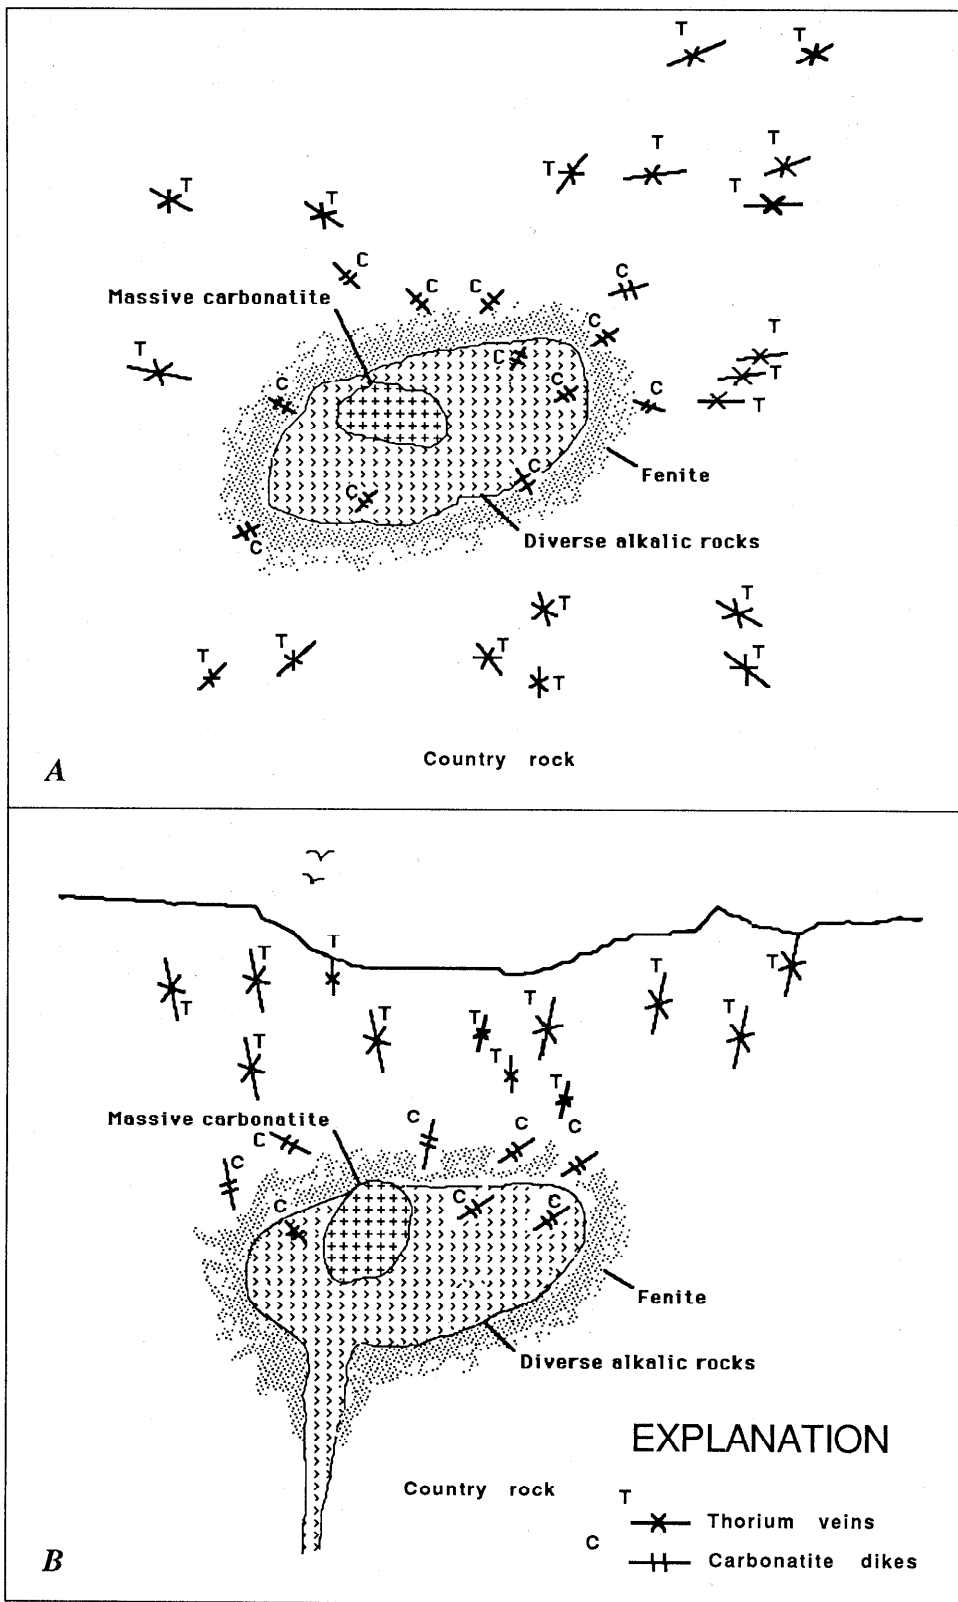 T T
T T
T
T
T T
T
C
C
C C
Massive carbonatite
C
T
T
C
C
C
T
C
T
C
C
Fenite
C
Diverse alkalic rocks
T
T
T T
T
T
T
Country rock
A
T
T
T
T
T
T
T
T
T
T
T
T
Massive carbonatite
C
C
C
C
C
C
C
C
Fenite
Diverse alkalic rocks
EXPLANATION
Country rock
T
Thorium veins
C
Carbonatite dikes
B